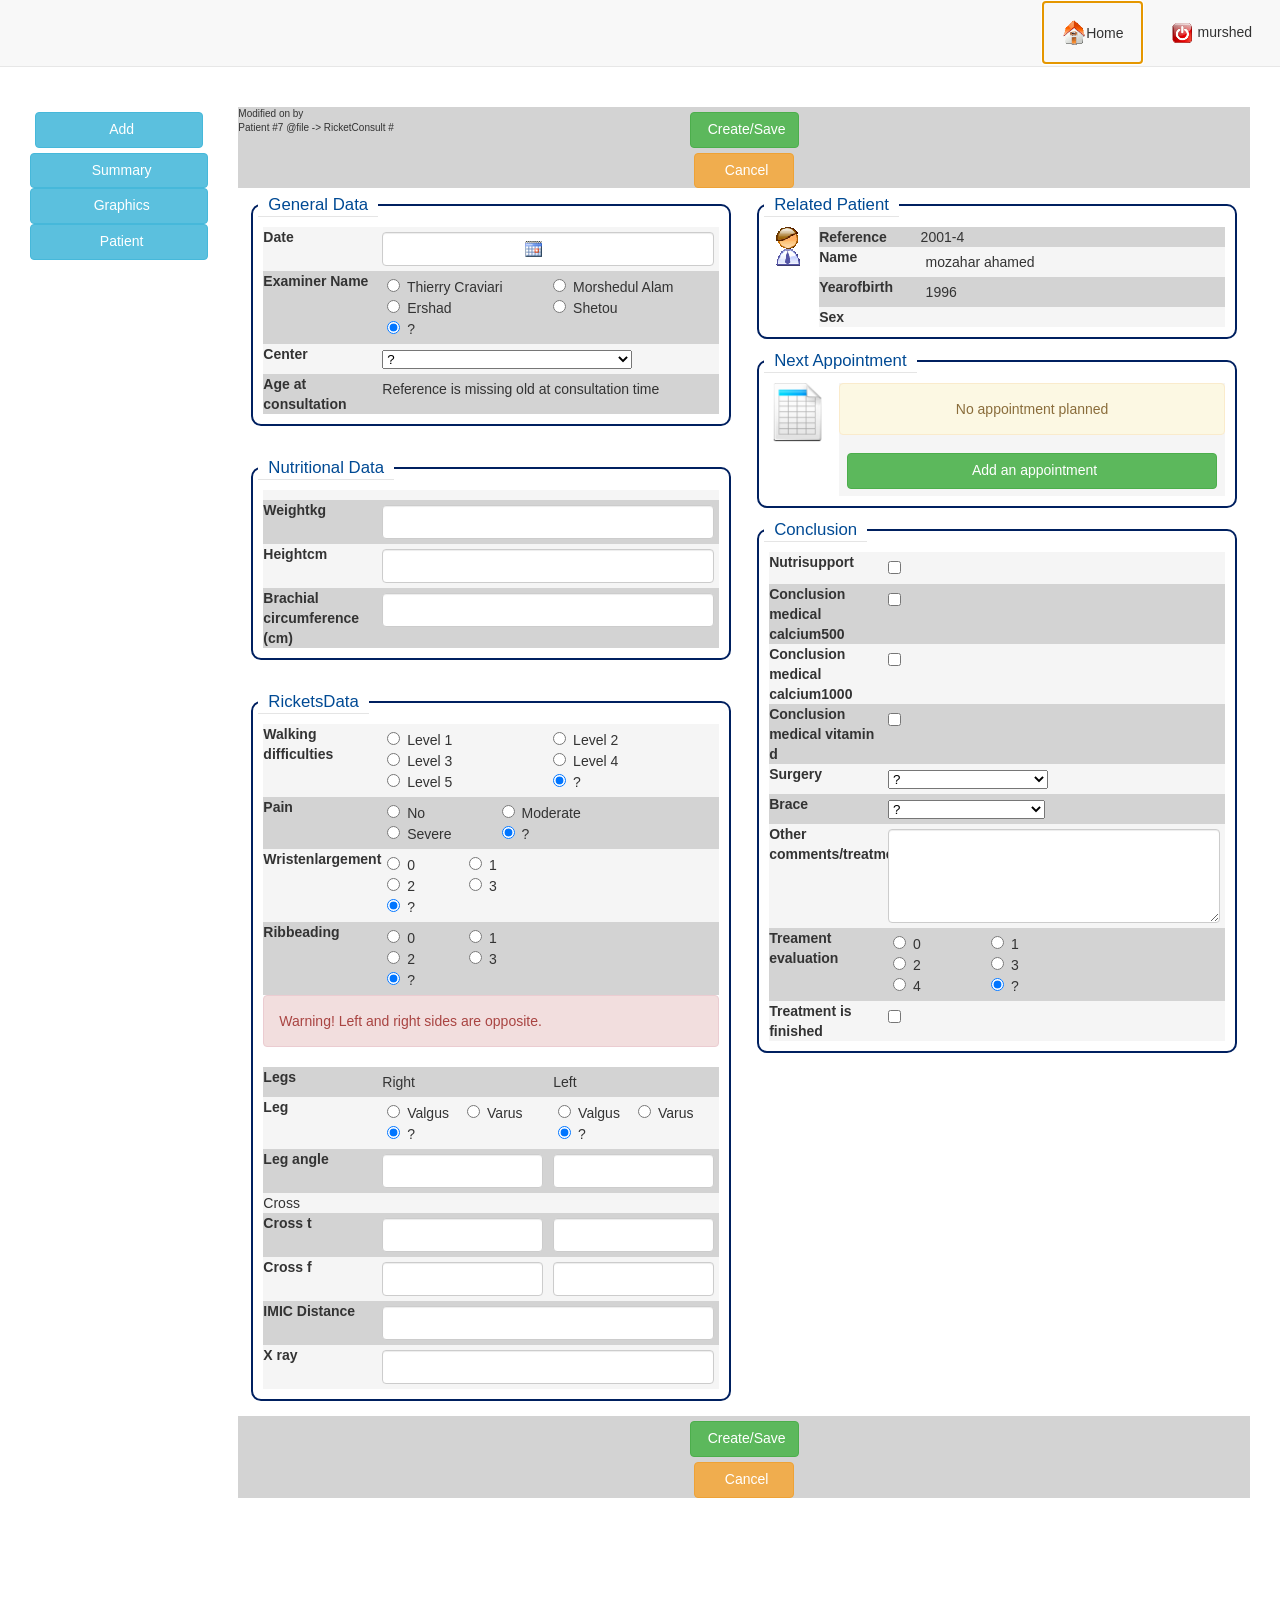 Home
murshed
Add
Summary
Graphics
Patient
Modified on by
Patient #7 @file -> RicketConsult #
Create/Save
Cancel
General Data
Date
Examiner Name
Thierry Craviari
Morshedul Alam
Ershad
Shetou
?
Center
?
Age at
consultation
Reference is missing old at consultation time
Nutritional Data
Weightkg
Heightcm
Brachial
circumference
(cm)
RicketsData
Walking
difficulties
Level 1
Level 2
Level 3
Level 4
Level 5
?
Pain
No
Moderate
Severe
?
Wristenlargement
0
1
2
3
?
Ribbeading
0
1
2
3
?
Warning! Left and right sides are opposite.
Legs
Right
Left
Leg
Valgus
Varus
Valgus
Varus
?
?
Leg angle
Cross
Cross t
Cross f
IMIC Distance
X ray
Related Patient
Reference
2001-4
Name
mozahar ahamed
Yearofbirth
1996
Sex
Next Appointment
No appointment planned
Add an appointment
Conclusion
Nutrisupport
Conclusion
medical
calcium500
Conclusion
medical
calcium1000
Conclusion
medical vitamin
d
Surgery
?
Brace
?
Other
comments/treatme
Treament
evaluation
0
1
2
3
4
?
Treatment is
finished
Create/Save
Cancel